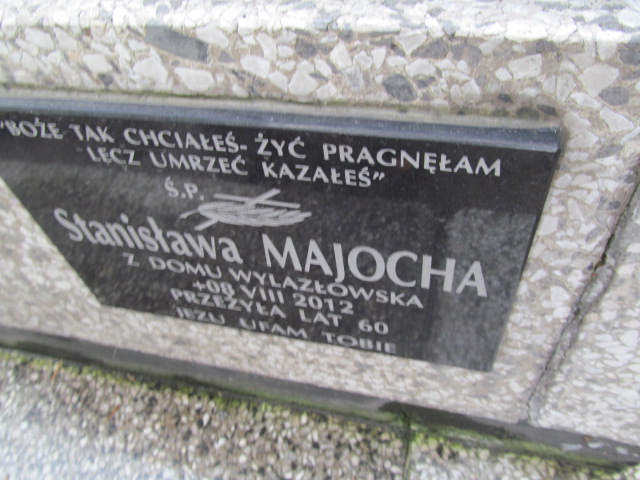 "BOŻE TAK CHCIAŁEŚ- ŻYĆ PRAGNĘŁAM
LECZ UMRZEĆ KAZAŁEŚ"
Ś.P.
Stanisława MAJOCHA
Z DOMU WYLAZŁOWSKA
+08 VIII 2012
PRZEŻYŁA LAT 60
JEZU UFAM TOBIE